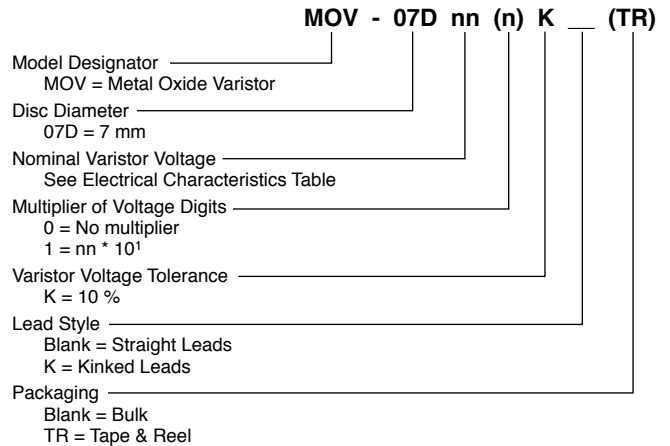 MOV - 07D nn (n) K __ (TR)
Model Designator
MOV = Metal Oxide Varistor
Disc Diameter
07D = 7 mm
Nominal Varistor Voltage
See Electrical Characteristics Table
Multiplier of Voltage Digits
0 = No multiplier
1 = nn * 10¹
Varistor Voltage Tolerance
K = 10 %
Lead Style
Blank = Straight Leads
K = Kinked Leads
Packaging
Blank = Bulk
TR = Tape & Reel